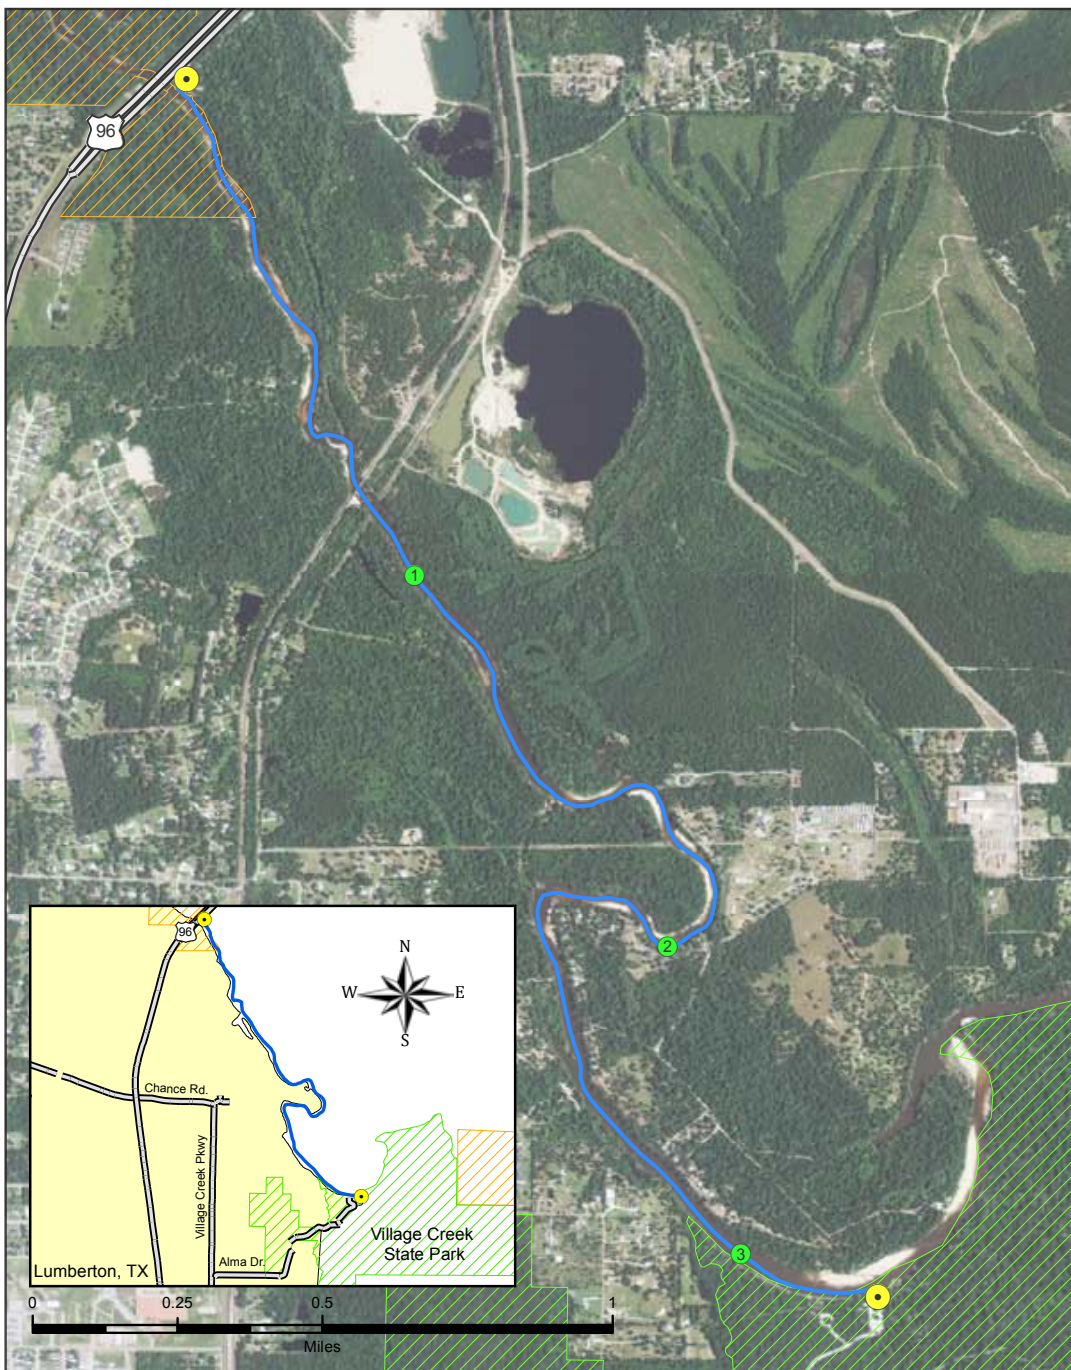 96
1
2
3
96
N
W E
S
Chance Rd.
Village Creek Pkwy
Village Creek
State Park
Alma Dr.
Lumberton, TX
0 0.25 0.5 1
Miles